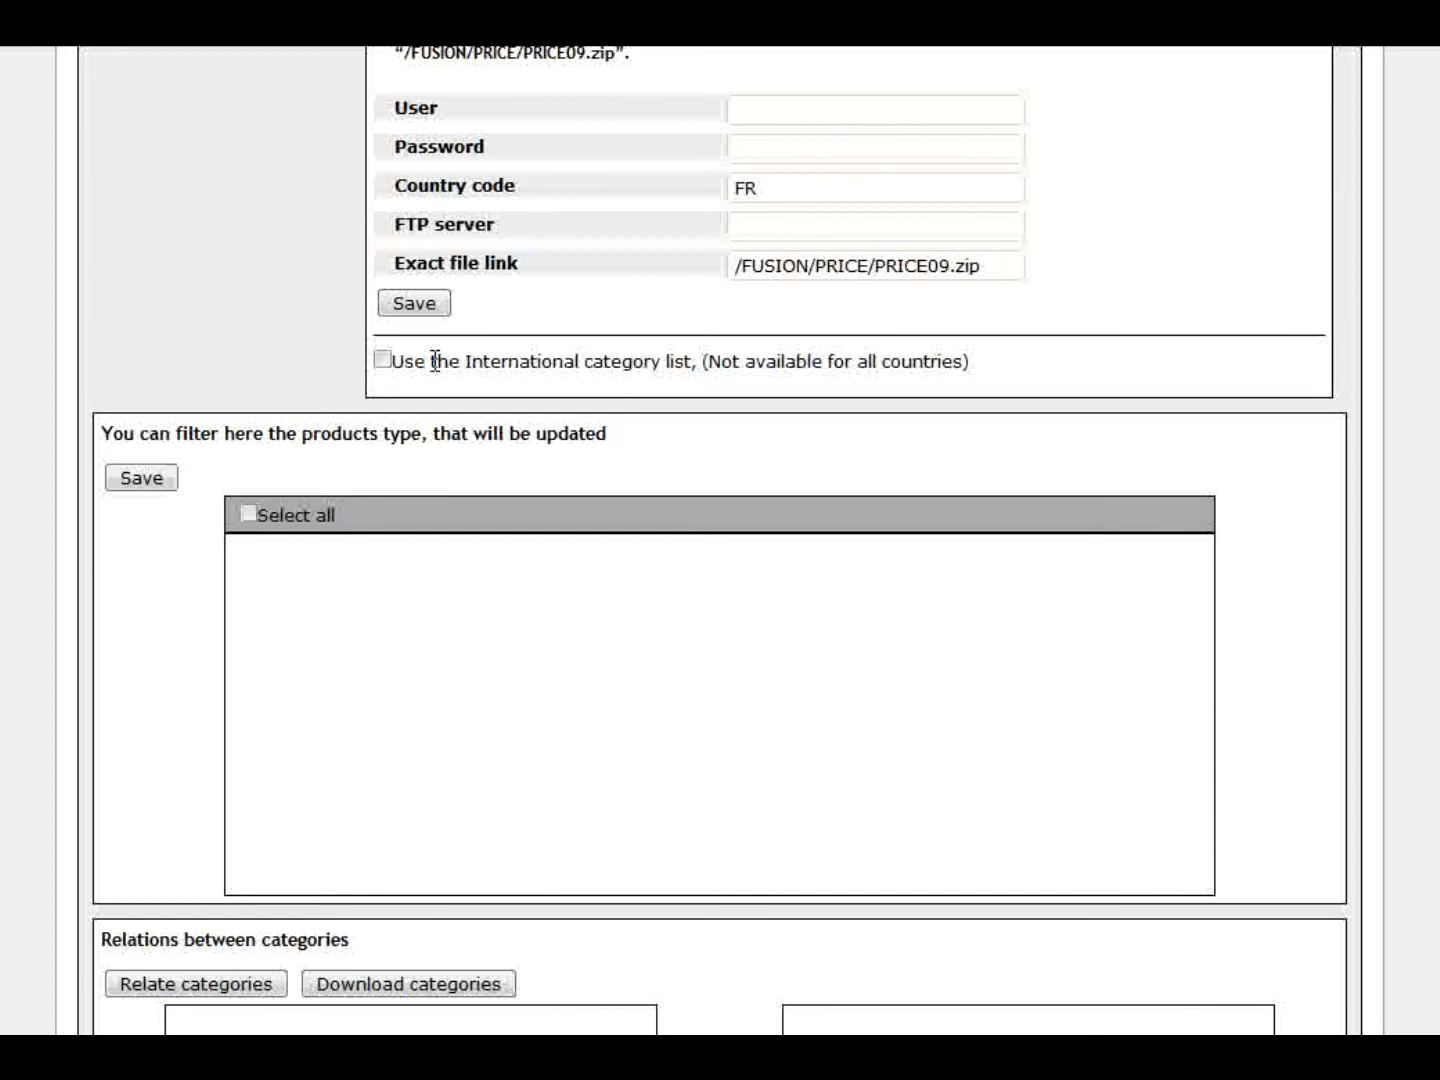 “/FUSION/PRICE/PRICE09.zip”.
User
Password
Country code FR
FTP server
Exact file link /FUSION/PRICE/PRICE09.zip
Save
Use the International category list, (Not available for all countries)
You can filter here the products type, that will be updated
Save
Select all
Relations between categories
Relate categories Download categories